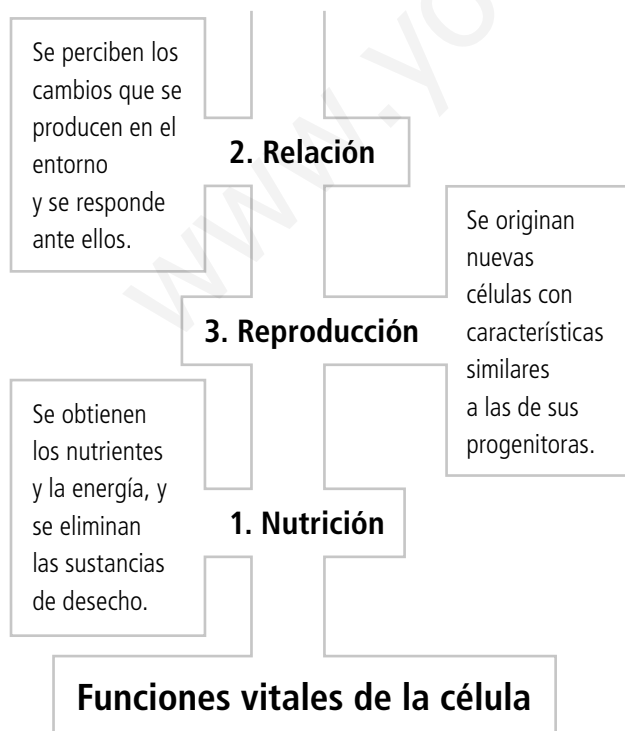 Se perciben los
cambios que se
producen en el
entorno
y se responde
ante ellos.
2. Relación
Se originan
nuevas
células con
características
similares
a las de sus
progenitoras.
3. Reproducción
Se obtienen
los nutrientes
y la energía, y
se eliminan
las sustancias
de desecho.
1. Nutrición
Funciones vitales de la célula
www.yo